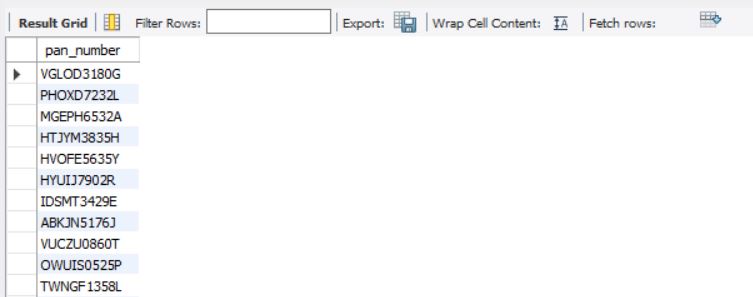 Result Grid Filter Rows: Export: Wrap Cell Content: IA Fetch rows:
pan_number
VGLOD3180G
PHOXD7232L
MGEPH6532A
HTJYM3835H
HVOFE5635Y
HYUIJ7902R
IDSMT3429E
ABKJN5176J
VUCZU0860T
OWUIS0525P
TWNGF1358L